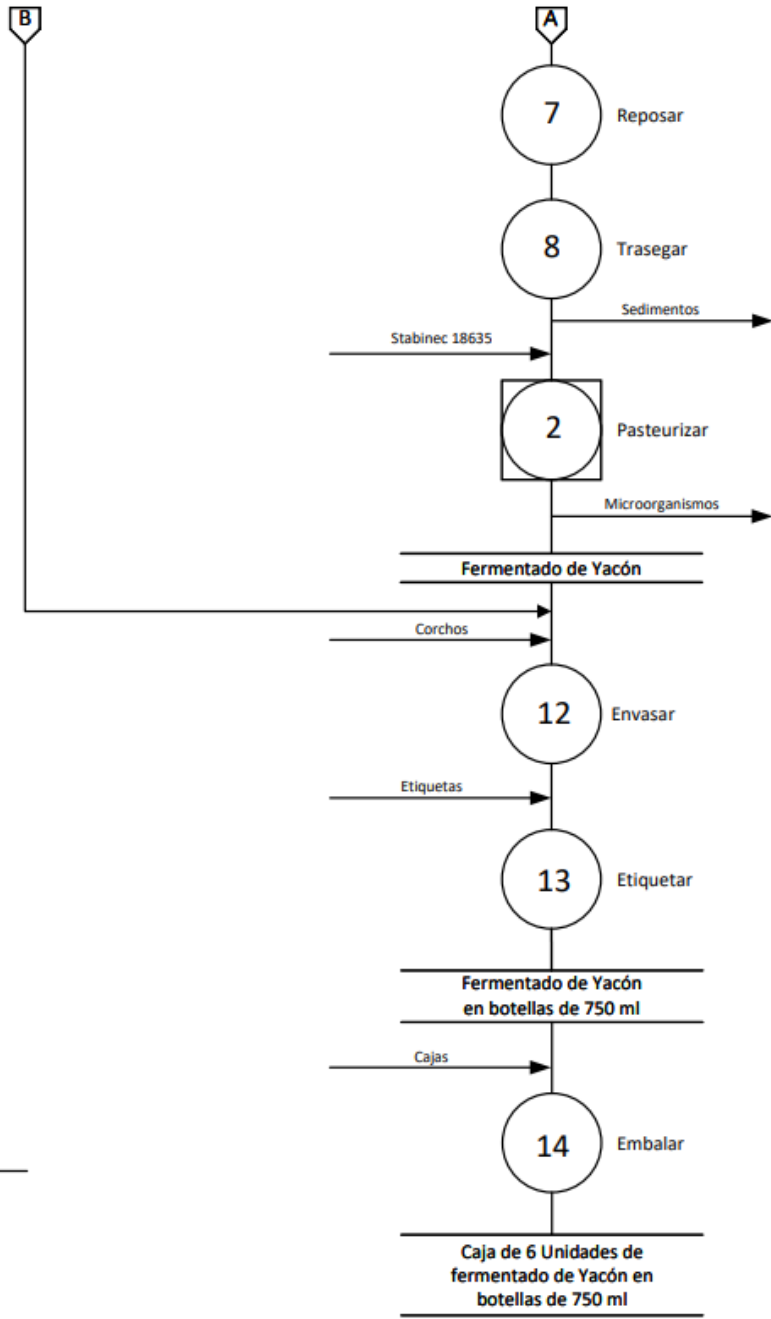 B
A
7
Reposar
8
Trasegar
Sedimentos
Stabinec 18635
2
Pasteurizar
Microorganismos
Fermentado de Yacón
Corchos
12
Envasar
Etiquetas
13
Etiquetar
Fermentado de Yacón
en botellas de 750 ml
Cajas
14
Embalar
Caja de 6 Unidades de
fermentado de Yacón en
botellas de 750 ml